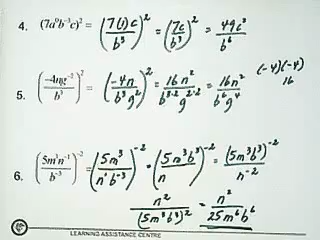 4. (7a⁰b⁻³c)² = (7(1)c / b³)² = (7c / b³)² = 49c² / b⁶
(-4)(-4)
16
5. (-4ng⁻² / b³)² = (-4n / b³g²)² = 16n² / b³·²g²·² = 16n² / b⁶g⁴
6. (5m³n⁻¹ / b⁻³)⁻² = (5m³ / n¹b⁻³)⁻² = (5m³b³ / n)⁻² = (5m³b³)⁻² / n⁻²
n² / (5m³b³)² = n² / 25m⁶b⁶
LEARNING ASSISTANCE CENTRE